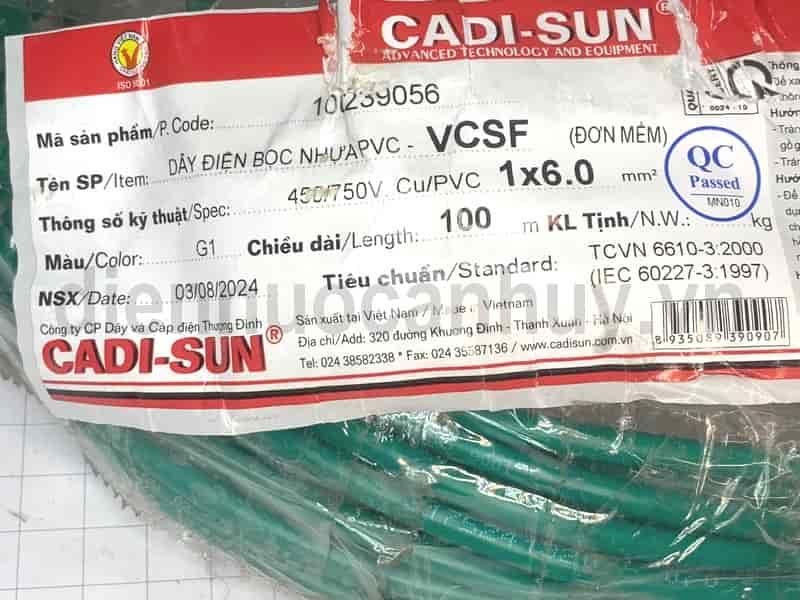 CADI-SUN®
ADVANCED TECHNOLOGY AND EQUIPMENT
ISO 9001
Mã sản phẩm/P.Code: 101239056
Tên SP/Item: DÂY ĐIỆN BỌC NHỰAPVC - VCSF (ĐƠN MỀM)
Thông số kỹ thuật/Spec: 450/750V Cu/PVC 1x6.0 mm²
Màu/Color: G1 Chiều dài/Length: 100 m KL Tịnh/N.W.: kg
NSX/Date: 03/08/2024 Tiêu chuẩn/Standard: TCVN 6610-3:2000
(IEC 60227-3:1997)
QC
Passed
MN010
Công ty CP Dây và Cáp điện Thượng Đình
CADI-SUN®
Sản xuất tại Việt Nam / Made in Vietnam
Địa chỉ/Add: 320 đường Khương Đình - Thanh Xuân - Hà Nội
Tel: 024 38582338 * Fax: 024 35587136 / www.cadisun.com.vn
8935089390907
diennuocanhuy.vn